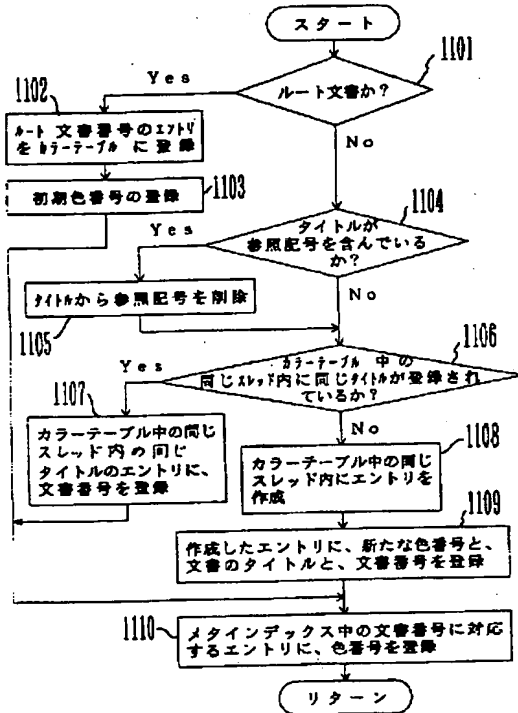 スタート
1101
ルート文書か?
Yes
No
1102
ルート文書番号のエントリ
をカラーテーブルに登録
1103
初期色番号の登録
1104
タイトルが
参照記号を含んでいる
か?
Yes
No
タイトルから参照記号を削除
1105
1106
カラーテーブル中の
同じスレッド内に同じタイトルが登録され
ているか?
Yes
No
1107
カラーテーブル中の同じ
スレッド内の同じ
タイトルのエントリに、
文書番号を登録
1108
カラーテーブル中の同じ
スレッド内にエントリを
作成
1109
作成したエントリに、新たな色番号と、
文書のタイトルと、文書番号を登録
1110
メタインデックス中の文書番号に対応
するエントリに、色番号を登録
リターン